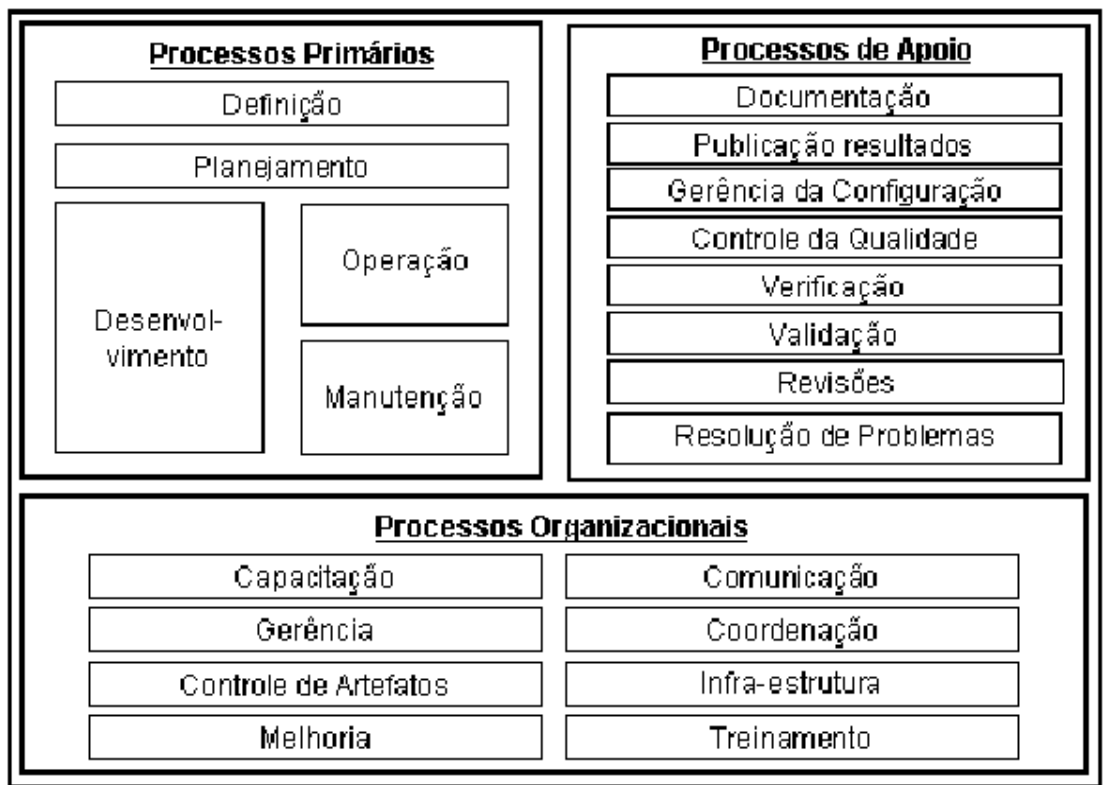 Processos Primários
Definição
Planejamento
Desenvol-
vimento
Operação
Manutenção
Processos de Apoio
Documentação
Publicação resultados
Gerência da Configuração
Controle da Qualidade
Verificação
Validação
Revisões
Resolução de Problemas
Processos Organizacionais
Capacitação
Comunicação
Gerência
Coordenação
Controle de Artefatos
Infra-estrutura
Melhoria
Treinamento